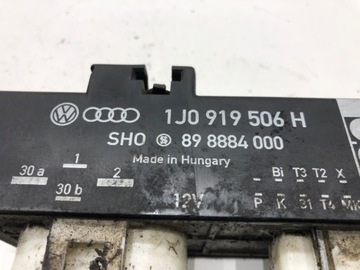 1J0 919 506 H
SHO S 89 8884 000
Made in Hungary
30 a 1 2
30 b
12V
Bi T3 T2 X
P K 31 T4